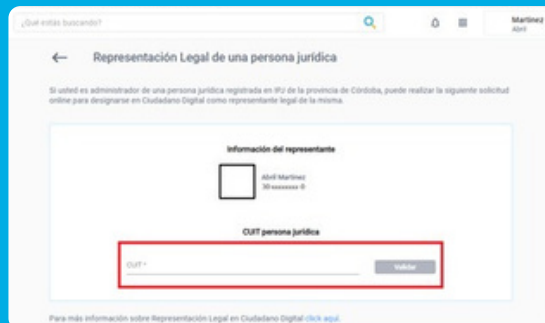 ¿Qué estás buscando?
Martinez
Abril
Representación Legal de una persona jurídica
Si usted es administrador de una persona jurídica registrada en IPJ de la provincia de Córdoba, puede realizar la siguiente solicitud
online para designarse en Ciudadano Digital como representante legal de la misma.
Información del representante
Abril Martinez
CUIT persona jurídica
CUIT *
Validar
Para más información sobre Representación Legal en Ciudadano Digital click aquí.